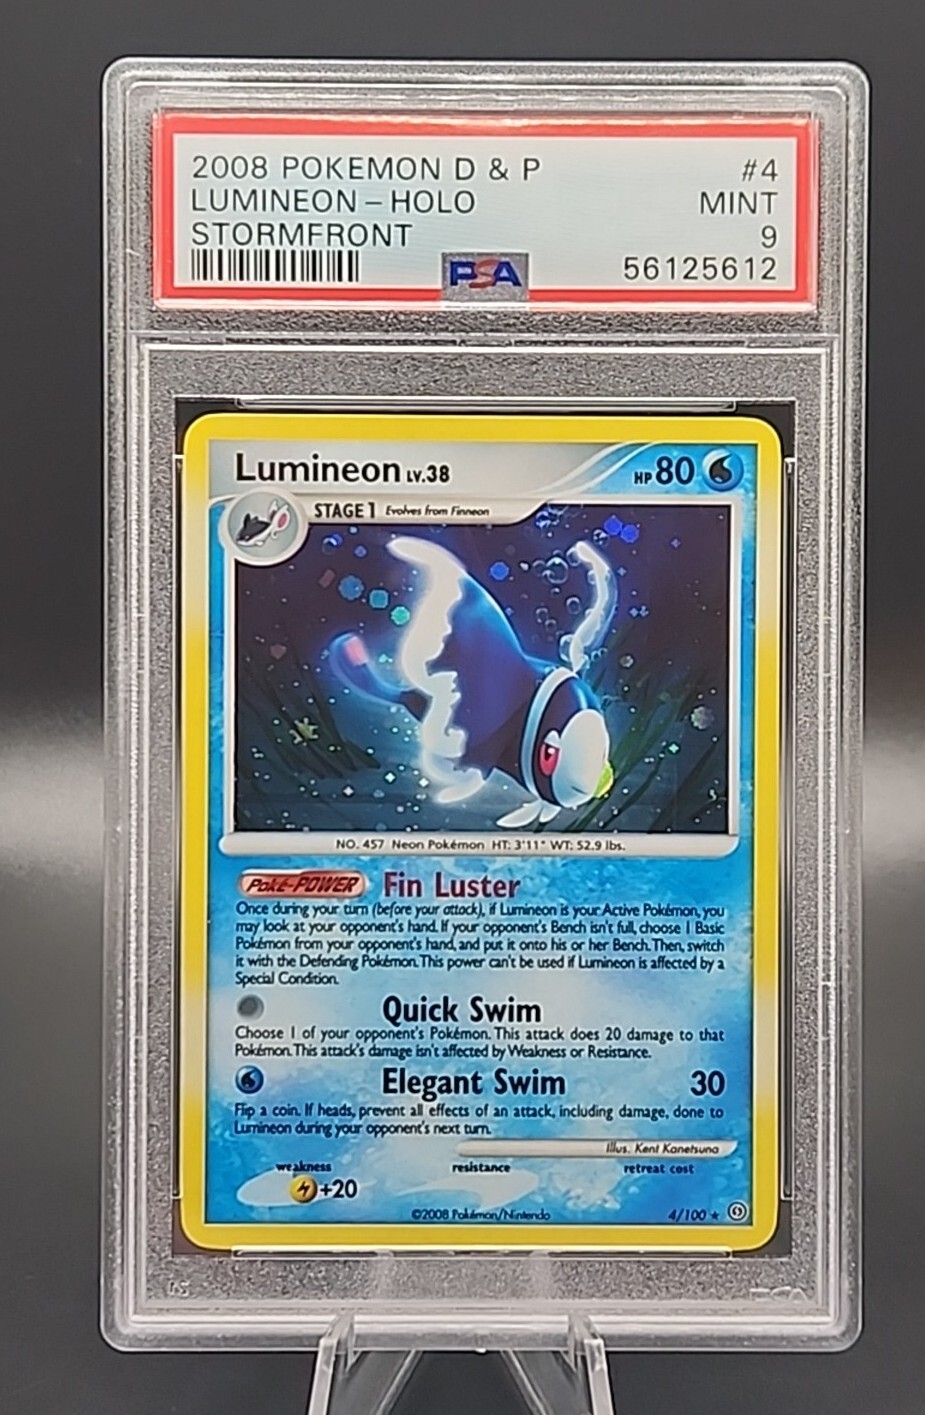 2008 POKEMON D & P #4
LUMINEON – HOLO MINT
STORMFRONT 9
PSA 56125612
Lumineon LV.38 HP 80
STAGE 1 Evolves from Finneon
NO. 457 Neon Pokémon HT: 3'11" WT: 52.9 lbs.
Poké-POWER Fin Luster
Once during your turn (before your attack), if Lumineon is your Active Pokémon, you
may look at your opponent's hand. If your opponent's Bench isn't full, choose 1 Basic
Pokémon from your opponent's hand, and put it onto his or her Bench. Then, switch
it with the Defending Pokémon. This power can't be used if Lumineon is affected by a
Special Condition.
Quick Swim
Choose 1 of your opponent's Pokémon. This attack does 20 damage to that
Pokémon. This attack's damage isn't affected by Weakness or Resistance.
Elegant Swim 30
Flip a coin. If heads, prevent all effects of an attack, including damage, done to
Lumineon during your opponent's next turn.
Illus. Kent Kanetsuna
weakness resistance retreat cost
+20
©2008 Pokémon/Nintendo 4/100 ★
PSA